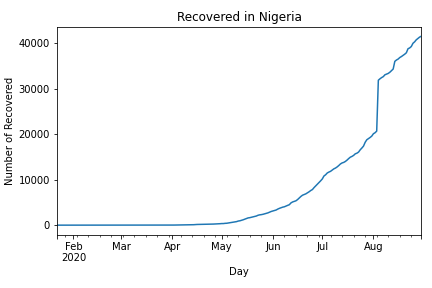 Recovered in Nigeria
Number of Recovered
40000
30000
20000
10000
0
Feb Mar Apr May Jun Jul Aug
2020
Day